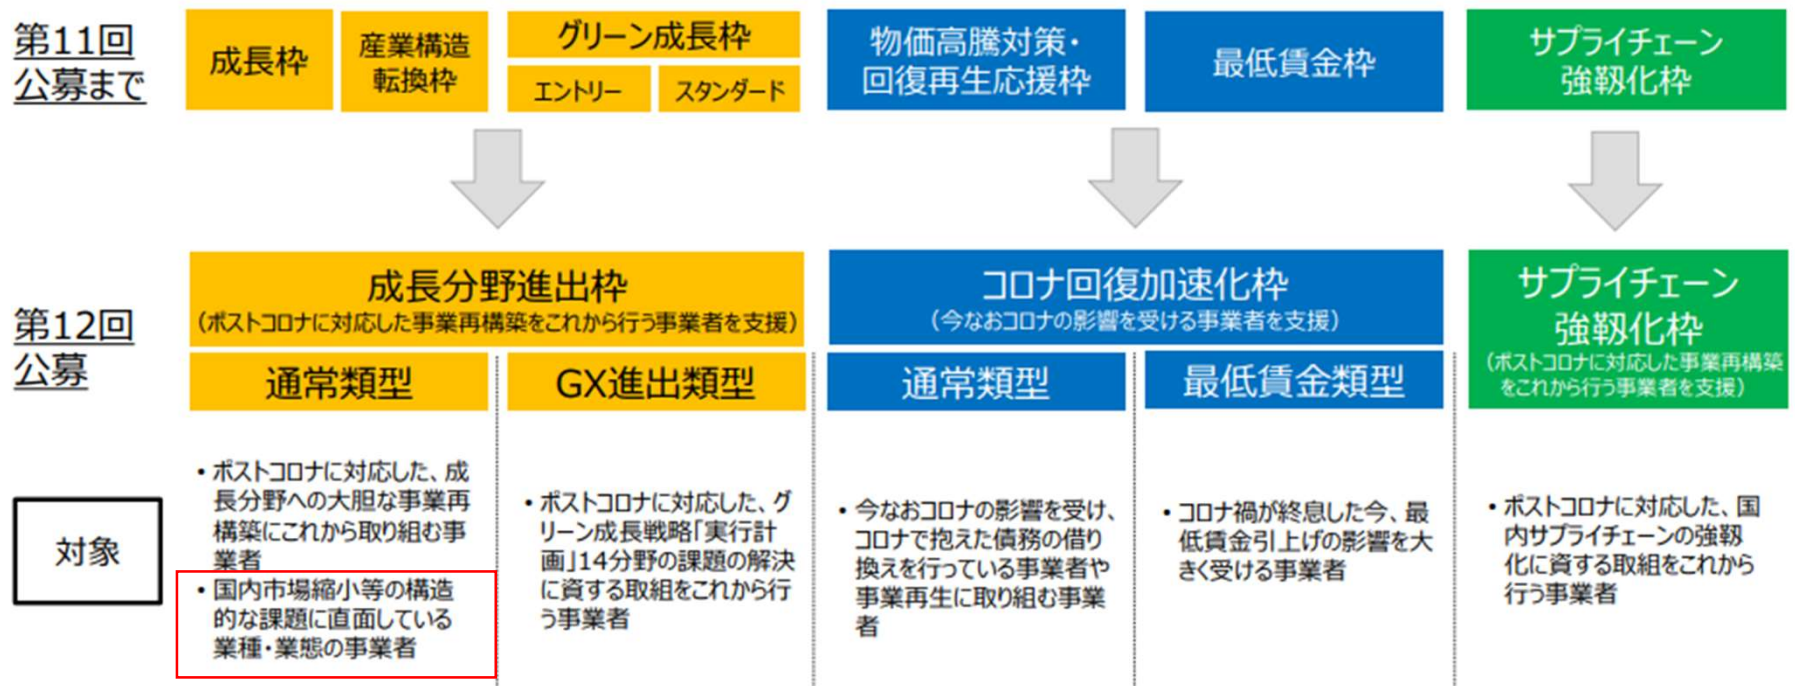 第11回
公募まで
成長枠
産業構造
転換枠
グリーン成長枠
エントリー
スタンダード
物価高騰対策・
回復再生応援枠
最低賃金枠
サプライチェーン
強靱化枠
第12回
公募
成長分野進出枠
（ポストコロナに対応した事業再構築をこれから行う事業者を支援）
通常類型
GX進出類型
コロナ回復加速化枠
（今なおコロナの影響を受ける事業者を支援）
通常類型
最低賃金類型
サプライチェーン
強靱化枠
（ポストコロナに対応した事業再構築
をこれから行う事業者を支援）
対象
・ポストコロナに対応した、成
長分野への大胆な事業再
構築にこれから取り組む事
業者
・国内市場縮小等の構造
的な課題に直面している
業種・業態の事業者
・ポストコロナに対応した、グ
リーン成長戦略「実行計
画」14分野の課題の解決
に資する取組をこれから行
う事業者
・今なおコロナの影響を受け、
コロナで抱えた債務の借り
換えを行っている事業者や
事業再生に取り組む事業
者
・コロナ禍が終息した今、最
低賃金引上げの影響を大
きく受ける事業者
・ポストコロナに対応した、国
内サプライチェーンの強靱
化に資する取組をこれから
行う事業者